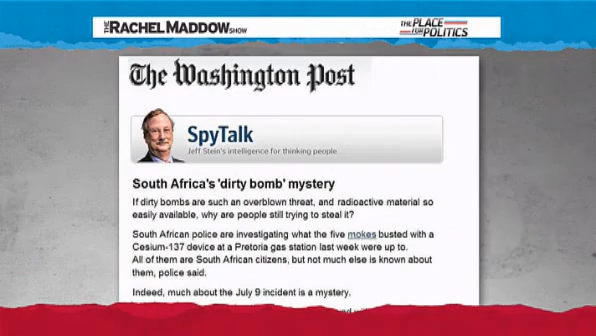 THE RACHEL MADDOW SHOW
THE PLACE FOR POLITICS
The Washington Post
SpyTalk
Jeff Stein's intelligence for thinking people
South Africa's 'dirty bomb' mystery
If dirty bombs are such an overblown threat, and radioactive material so
easily available, why are people still trying to steal it?
South African police are investigating what the five mokes busted with a
Cesium-137 device at a Pretoria gas station last week were up to.
All of them are South African citizens, but not much else is known about
them, police said.
Indeed, much about the July 9 incident is a mystery.